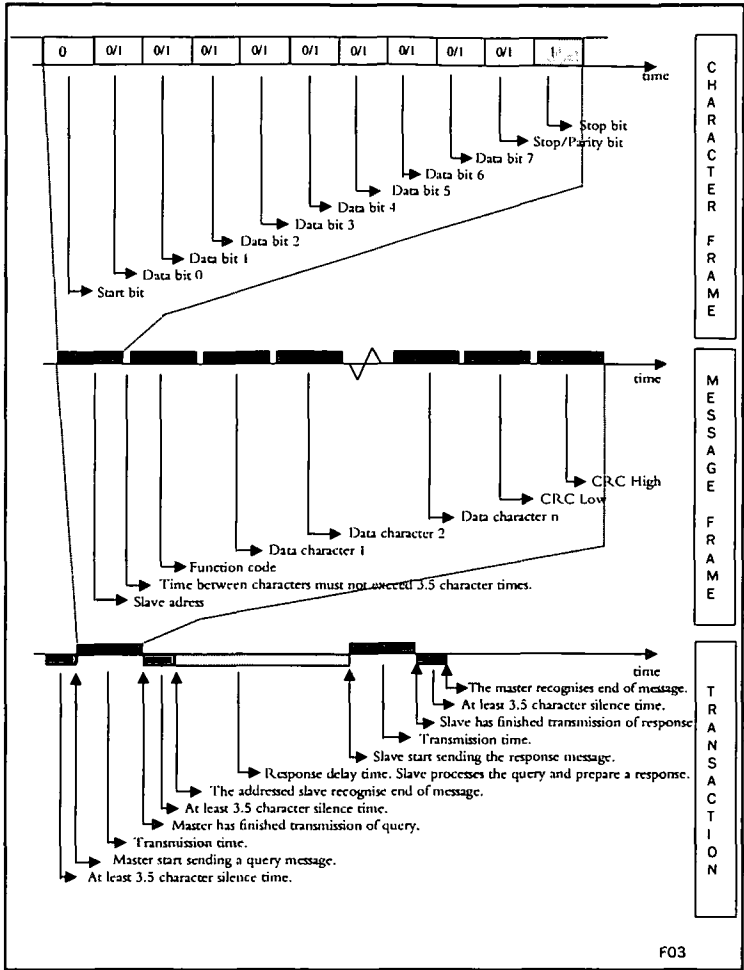 0 0/1 0/1 0/1 0/1 0/1 0/1 0/1 0/1 0/1 1
time
Stop bit
Stop/Parity bit
Data bit 7
Data bit 6
Data bit 5
Data bit 4
Data bit 3
Data bit 2
Data bit 1
Data bit 0
Start bit
CHARACTER FRAME
time
CRC High
CRC Low
Data character n
Data character 2
Data character 1
Function code
Time between characters must not exceed 3.5 character times.
Slave adress
MESSAGE FRAME
time
The master recognises end of message.
At least 3.5 character silence time.
Slave has finished transmission of response
Transmission time.
Slave start sending the response message.
Response delay time. Slave processes the query and prepare a response.
The addressed slave recognise end of message.
At least 3.5 character silence time.
Master has finished transmission of query.
Transmission time.
Master start sending a query message.
At least 3.5 character silence time.
TRANSACTION
F03